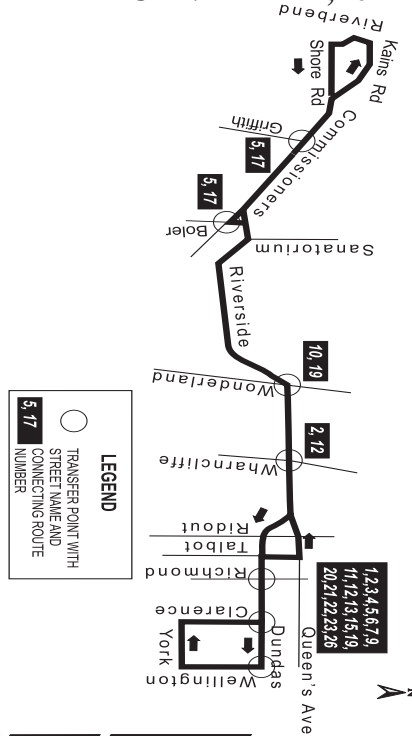 Riverbend
Kains Rd
Shore Rd
Commissioners
Griffith
5, 17
5, 17
Boler
Sanatorium
Riverside
10, 19
Wonderland
2, 12
Wharncliffe
Ridout
Talbot
Richmond
Clarence
York
Wellington
Dundas
Queen's Ave
1,2,3,4,5,6,7,9,
11,12,13,15,19,
20,21,22,23,26
N
LEGEND
TRANSFER POINT WITH
STREET NAME AND
5, 17
CONNECTING ROUTE
NUMBER